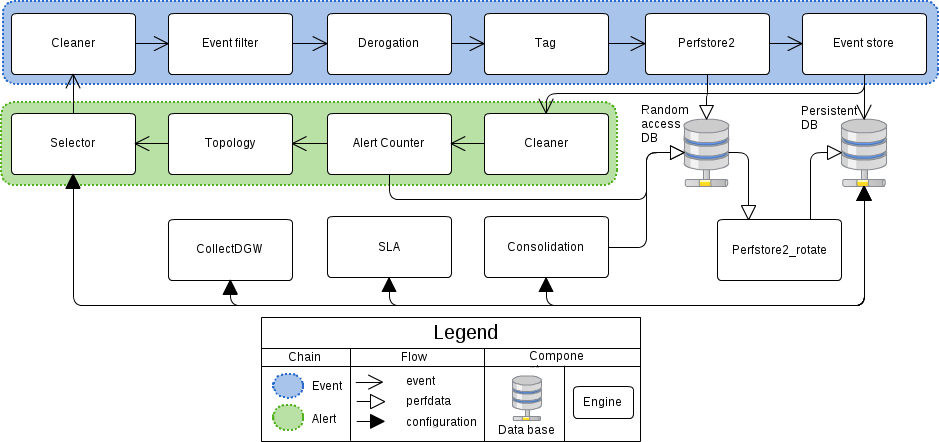 Cleaner
Event filter
Derogation
Tag
Perfstore2
Event store
Selector
Topology
Alert Counter
Cleaner
Random
access
DB
Persistent
DB
CollectDGW
SLA
Consolidation
Perfstore2_rotate
Legend
Chain
Flow
Compone
Event
Alert
event
perfdata
configuration
Data base
Engine